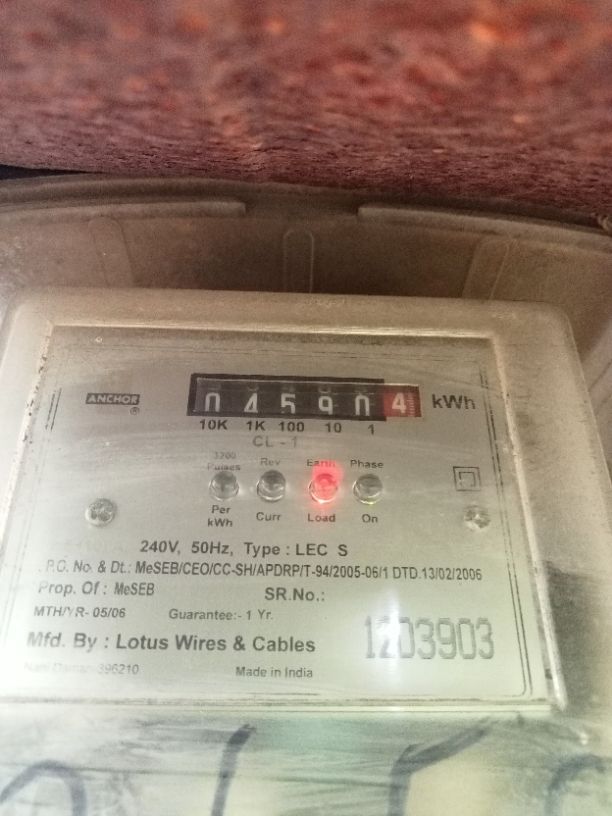 ANCHOR
®
045904 kWh
10K 1K 100 10 1
CL - 1
3200 Rev Earth Phase
Pulses
Per Curr Load On
kWh
240V, 50Hz, Type : LEC S
P.O. No. & Dt.: MeSEB/CEO/CC-SH/APDRP/T-94/2005-06/1 DTD.13/02/2006
Prop. Of : MeSEB SR.No.:
MTH/YR- 05/06 Guarantee:- 1 Yr.
Mfd. By : Lotus Wires & Cables 1203903
Nani Daman-396210 Made in India